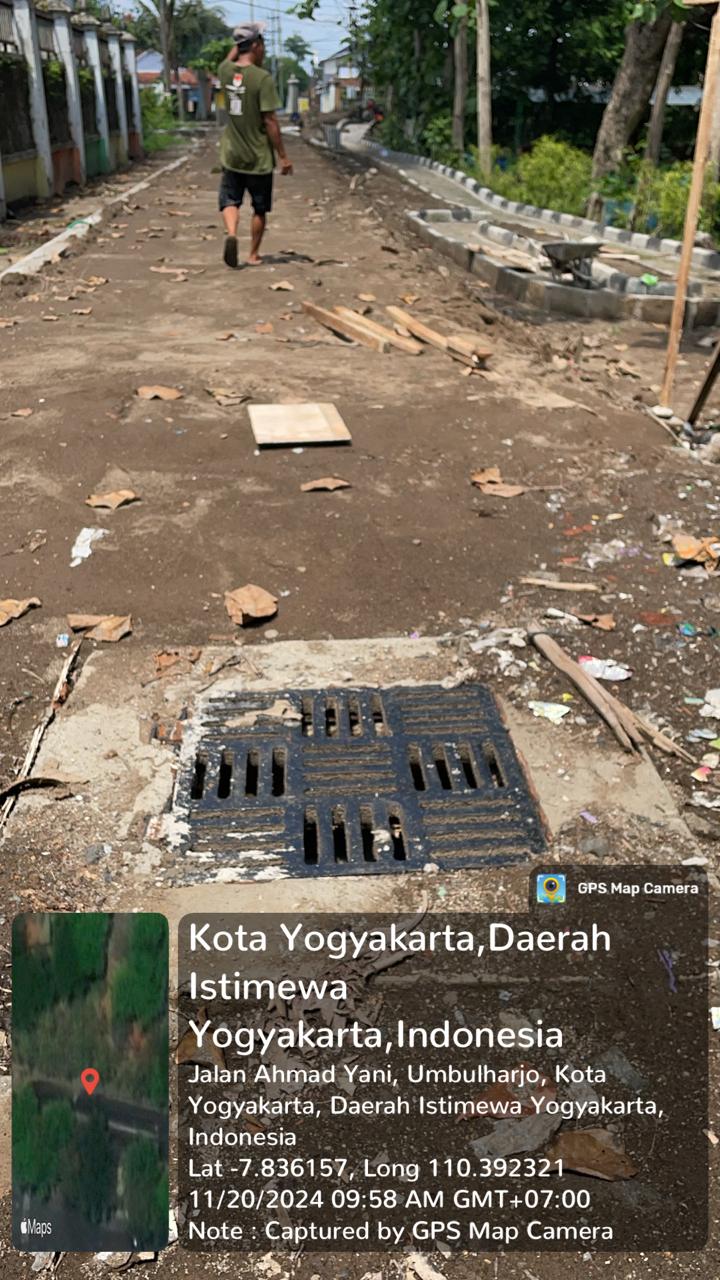 GPS Map Camera
Kota Yogyakarta,Daerah
Istimewa
Yogyakarta,Indonesia
Jalan Ahmad Yani, Umbulharjo, Kota
Yogyakarta, Daerah Istimewa Yogyakarta,
Indonesia
Lat -7.836157, Long 110.392321
11/20/2024 09:58 AM GMT+07:00
Note : Captured by GPS Map Camera
Maps